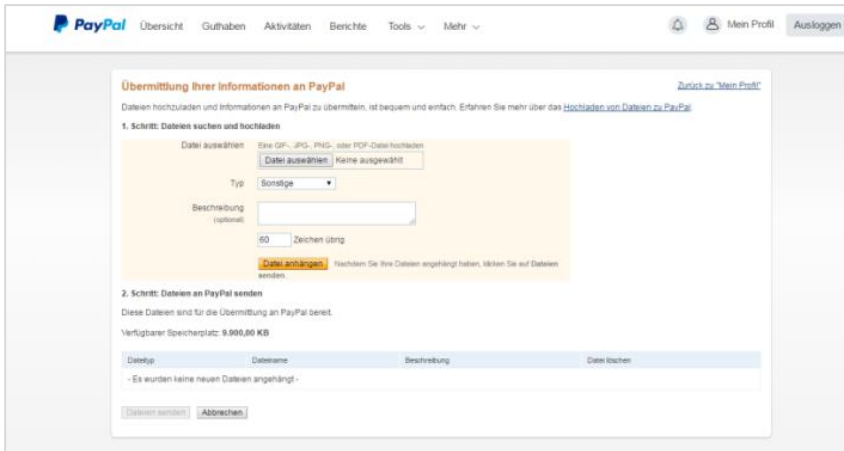 PayPal Übersicht Guthaben Aktivitäten Berichte Tools Mehr Mein Profil Ausloggen
Übermittlung Ihrer Informationen an PayPal Zurück zu "Mein Profil"
Dateien hochzuladen und Informationen an PayPal zu übermitteln, ist bequem und einfach. Erfahren Sie mehr über das Hochladen von Dateien zu PayPal.
1. Schritt: Dateien suchen und hochladen
Datei auswählen Eine GIF-, JPG-, PNG-, oder PDF-Datei hochladen
Datei auswählen Keine ausgewählt
Typ Sonstige
Beschreibung
(optional)
60 Zeichen übrig
Datei anhängen Nachdem Sie Ihre Dateien angehängt haben, klicken Sie auf Dateien
senden.
2. Schritt: Dateien an PayPal senden
Diese Dateien sind für die Übermittlung an PayPal bereit.
Verfügbarer Speicherplatz: 9.900,00 KB
Dateityp Dateiname Beschreibung Datei löschen
- Es wurden keine neuen Dateien angehängt -
Dateien senden Abbrechen